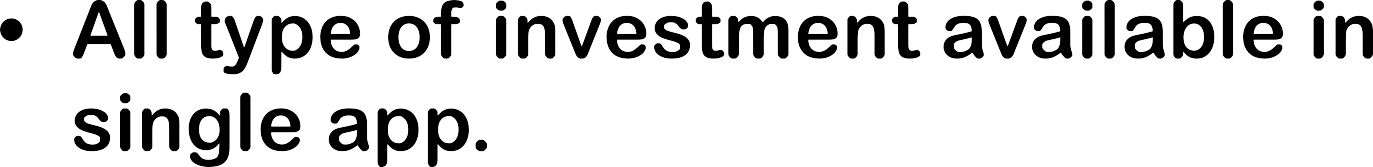 • All type of investment available in
single app.